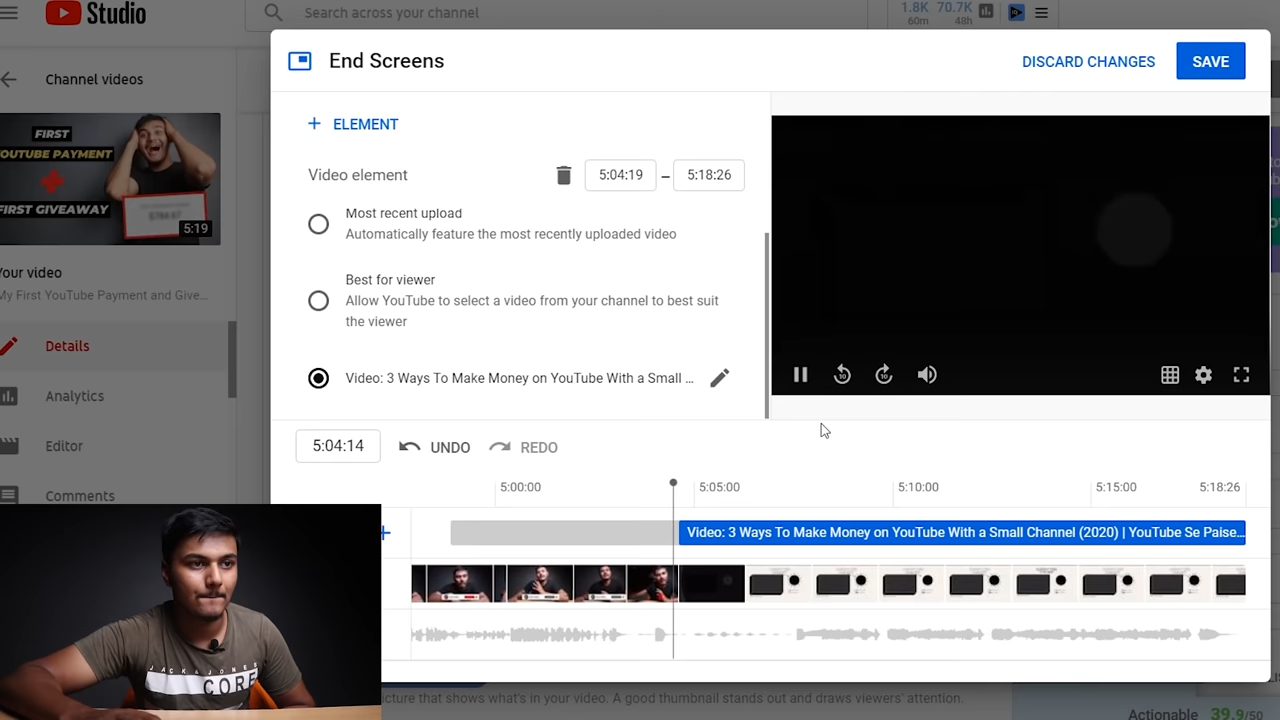 Studio
Search across your channel
1.8K 70.7K
60m 48h
End Screens
DISCARD CHANGES
SAVE
Channel videos
FIRST
YOUTUBE PAYMENT
FIRST GIVEAWAY
5:19
Your video
My First YouTube Payment and Give...
Details
Analytics
Editor
Comments
+ ELEMENT
Video element
5:04:19 – 5:18:26
Most recent upload
Automatically feature the most recently uploaded video
Best for viewer
Allow YouTube to select a video from your channel to best suit
the viewer
Video: 3 Ways To Make Money on YouTube With a Small ...
10 10
5:04:14
UNDO
REDO
5:00:00 5:05:00 5:10:00 5:15:00 5:18:26
Video: 3 Ways To Make Money on YouTube With a Small Channel (2020) | YouTube Se Paise...
JACK & JONES
CORE
picture that shows what's in your video. A good thumbnail stands out and draws viewers' attention.
Actionable 39.9/50